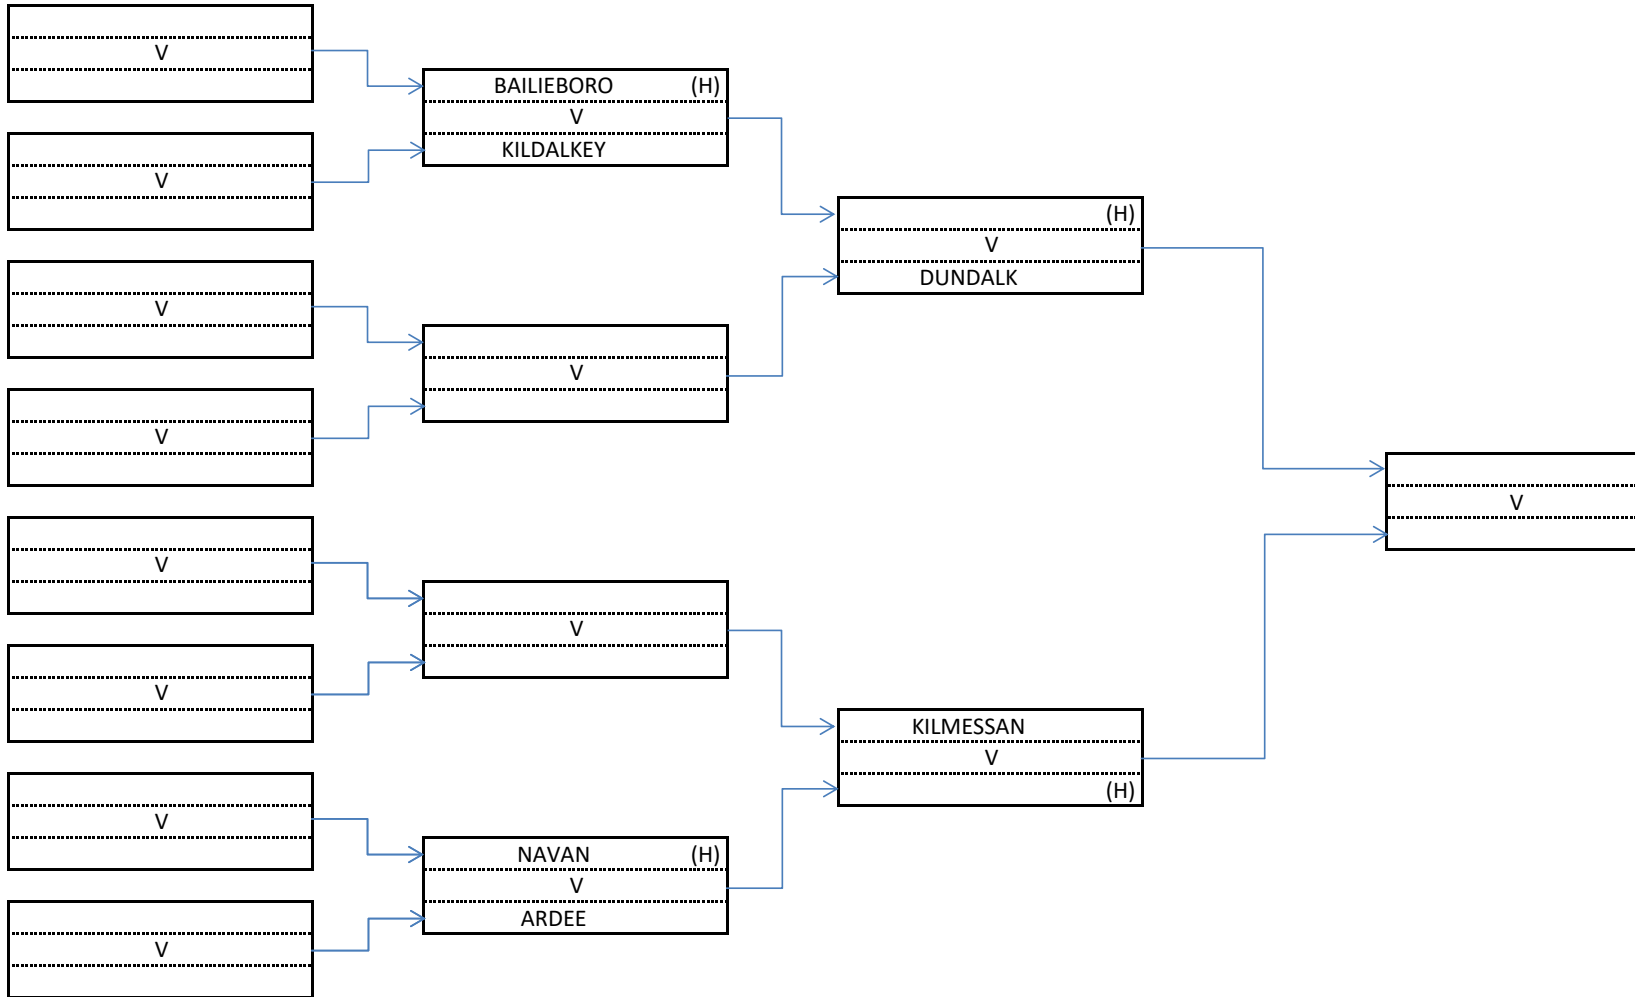 V
V
V
V
V
V
V
V
BAILIEBORO (H)
V
KILDALKEY
V
V
NAVAN (H)
V
ARDEE
(H)
V
DUNDALK
KILMESSAN
V
(H)
V